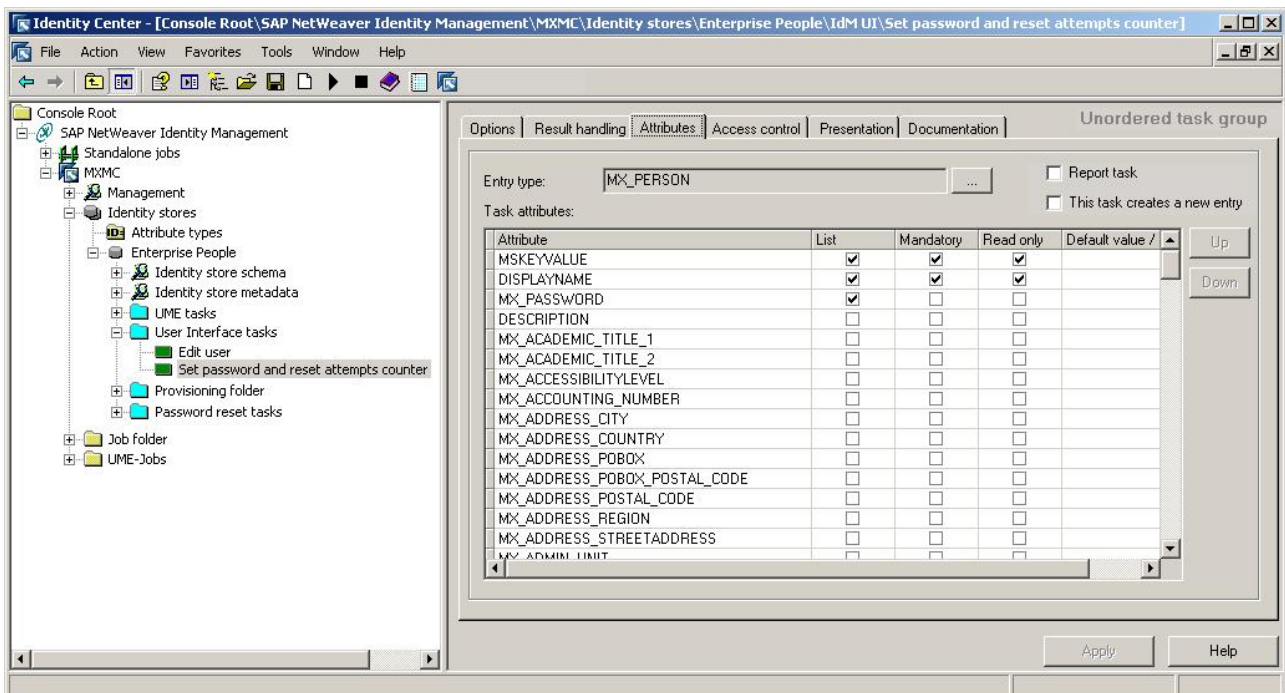 Identity Center - [Console Root\SAP NetWeaver Identity Management\MXMC\Identity stores\Enterprise People\IdM UI\Set password and reset attempts counter]
File Action View Favorites Tools Window Help
Console Root
SAP NetWeaver Identity Management
Standalone jobs
MXMC
Management
Identity stores
ID:
Attribute types
Enterprise People
Identity store schema
Identity store metadata
UME tasks
User Interface tasks
Edit user
Set password and reset attempts counter
Provisioning folder
Password reset tasks
Job folder
UME-Jobs
Unordered task group
Options Result handling Attributes Access control Presentation Documentation
Entry type: MX_PERSON ... Report task
This task creates a new entry
Task attributes:
Attribute List Mandatory Read only Default value / Up
MSKEYVALUE
DISPLAYNAME Down
MX_PASSWORD
DESCRIPTION
MX_ACADEMIC_TITLE_1
MX_ACADEMIC_TITLE_2
MX_ACCESSIBILITYLEVEL
MX_ACCOUNTING_NUMBER
MX_ADDRESS_CITY
MX_ADDRESS_COUNTRY
MX_ADDRESS_POBOX
MX_ADDRESS_POBOX_POSTAL_CODE
MX_ADDRESS_POSTAL_CODE
MX_ADDRESS_REGION
MX_ADDRESS_STREETADDRESS
MX_ADMIN_UNIT
Apply Help